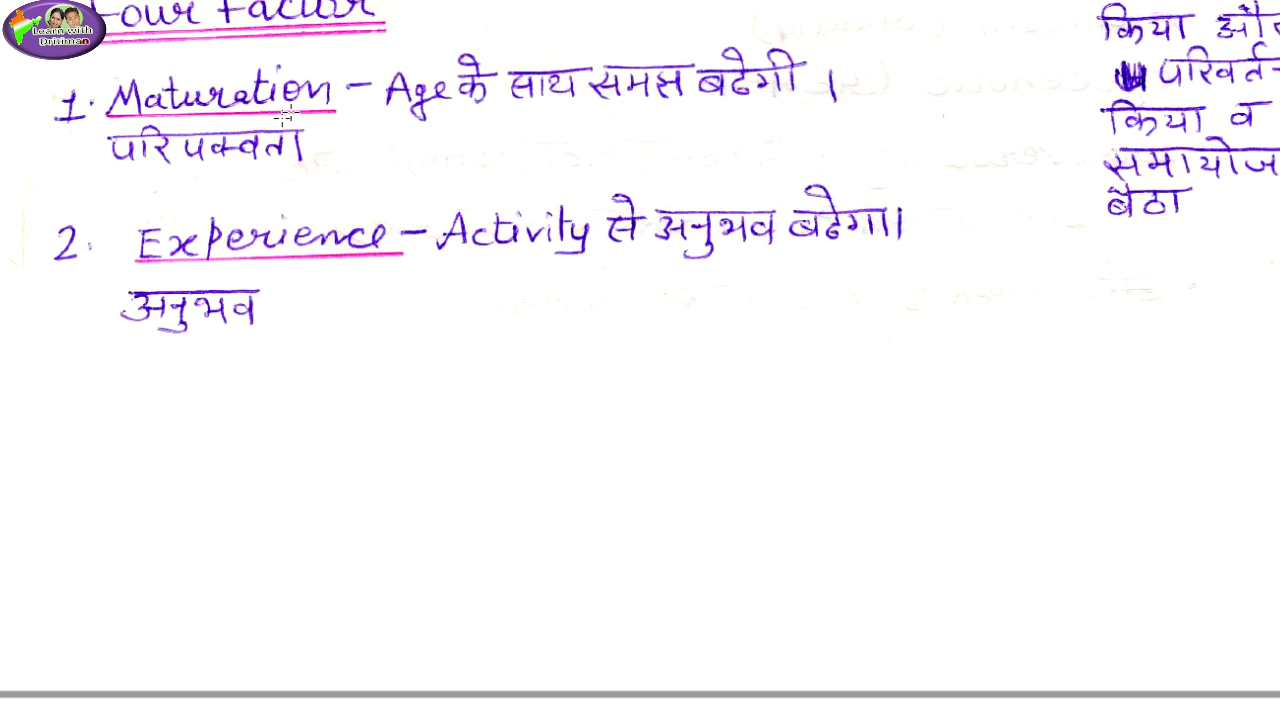 Learn with
Dhiman
Four Factor
1. Maturation - Age के साथ समझ बढेगी ।
परिपक्वता
2. Experience - Activity से अनुभव बढेगा।
अनुभव
किया और
परिवर्त
किया व
समायोज
बैठा